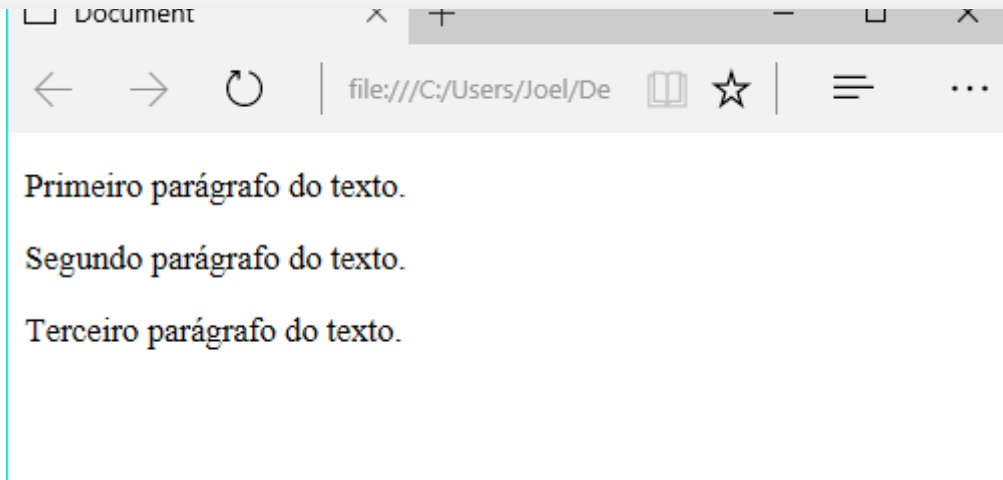 Document
file:///C:/Users/Joel/De
Primeiro parágrafo do texto.
Segundo parágrafo do texto.
Terceiro parágrafo do texto.